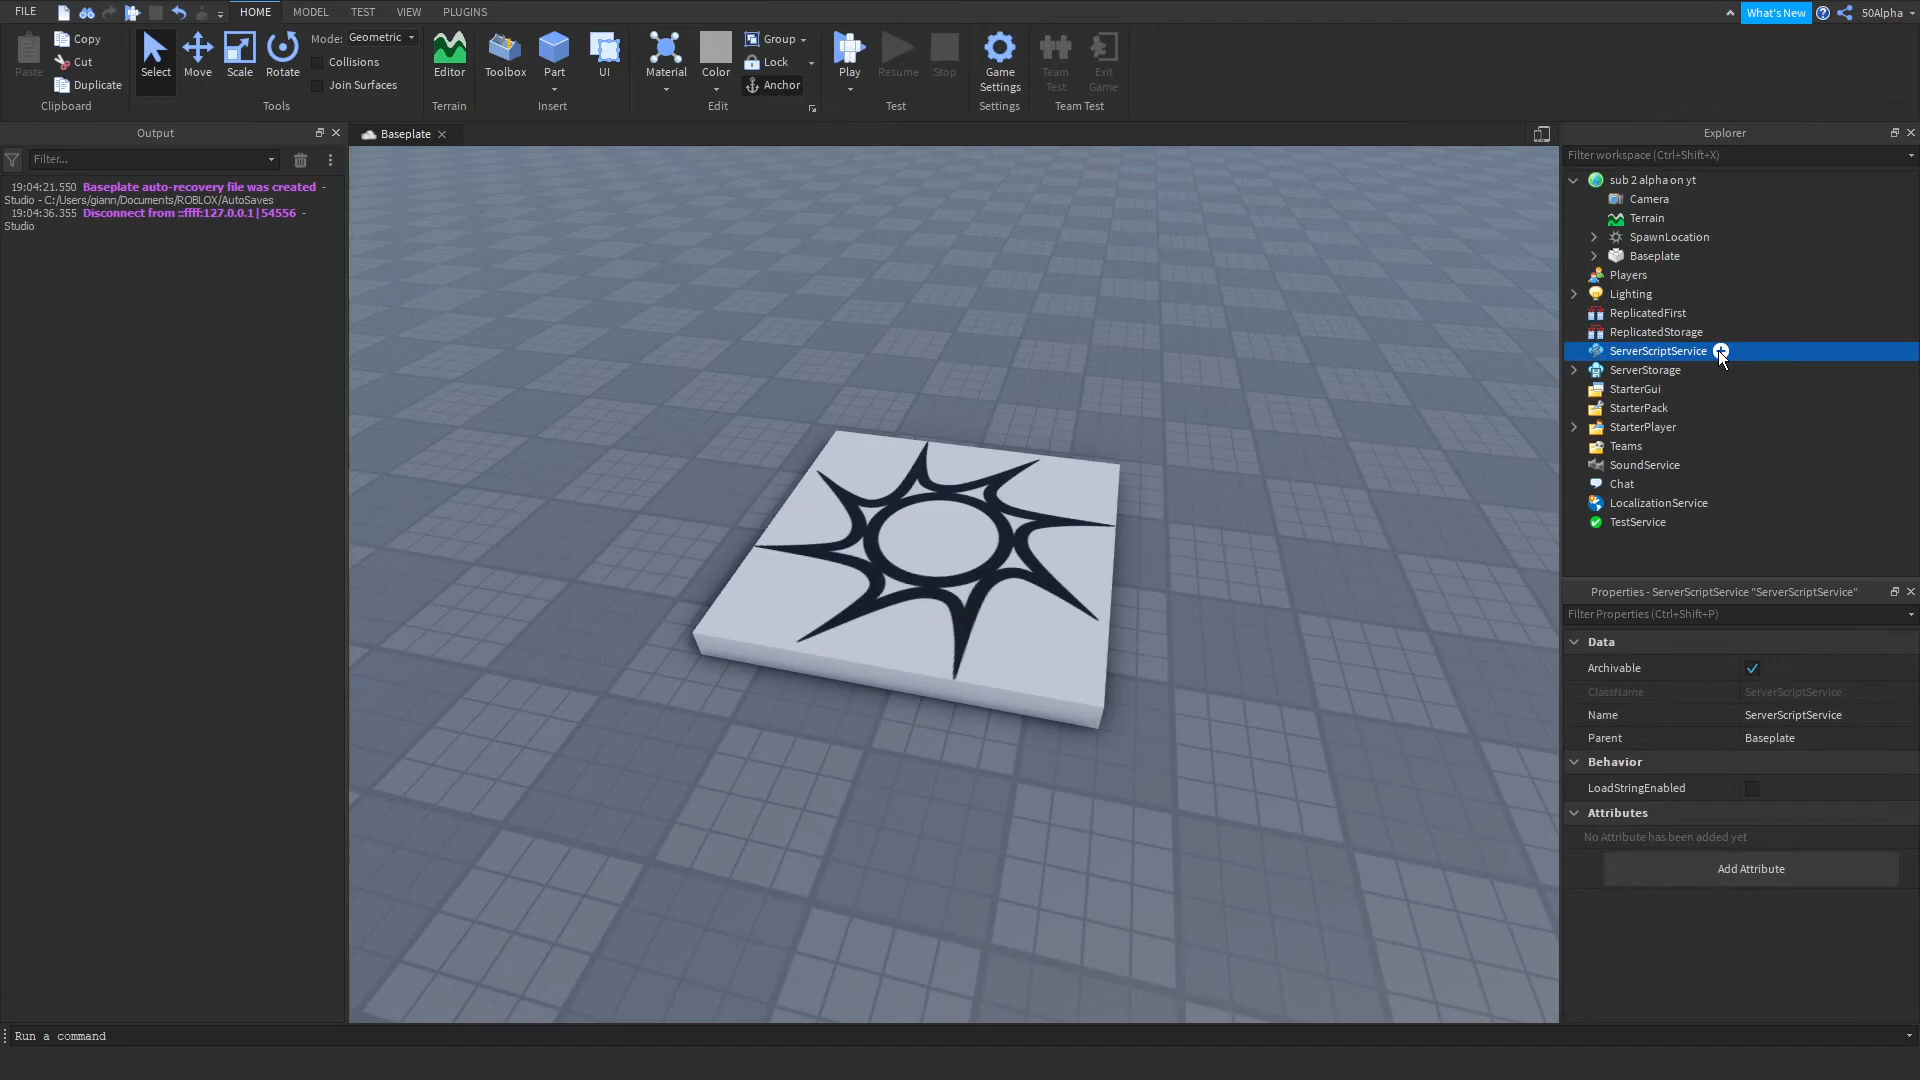 FILE HOME MODEL TEST VIEW PLUGINS What's New 50Alpha
Paste Copy Cut Duplicate Clipboard
Select Move Scale Rotate Mode: Geometric Collisions Join Surfaces Tools
Editor Terrain
Toolbox Part UI Insert
Material Color Group Lock Anchor Edit
Play Resume Stop Test
Game Settings Settings
Team Test Exit Game Team Test
Output
Filter...
19:04:21.550 Baseplate auto-recovery file was created -
Studio - C:/Users/giann/Documents/ROBLOX/AutoSaves
19:04:36.355 Disconnect from ::ffff:127.0.0.1|54556 -
Studio
Baseplate
Explorer
Filter workspace (Ctrl+Shift+X)
sub 2 alpha on yt
Camera
Terrain
SpawnLocation
Baseplate
Players
Lighting
ReplicatedFirst
ReplicatedStorage
ServerScriptService
ServerStorage
StarterGui
StarterPack
StarterPlayer
Teams
SoundService
Chat
LocalizationService
TestService
Properties - ServerScriptService "ServerScriptService"
Filter Properties (Ctrl+Shift+P)
Data
Archivable
ClassName ServerScriptService
Name ServerScriptService
Parent Baseplate
Behavior
LoadStringEnabled
Attributes
No Attribute has been added yet
Add Attribute
Run a command